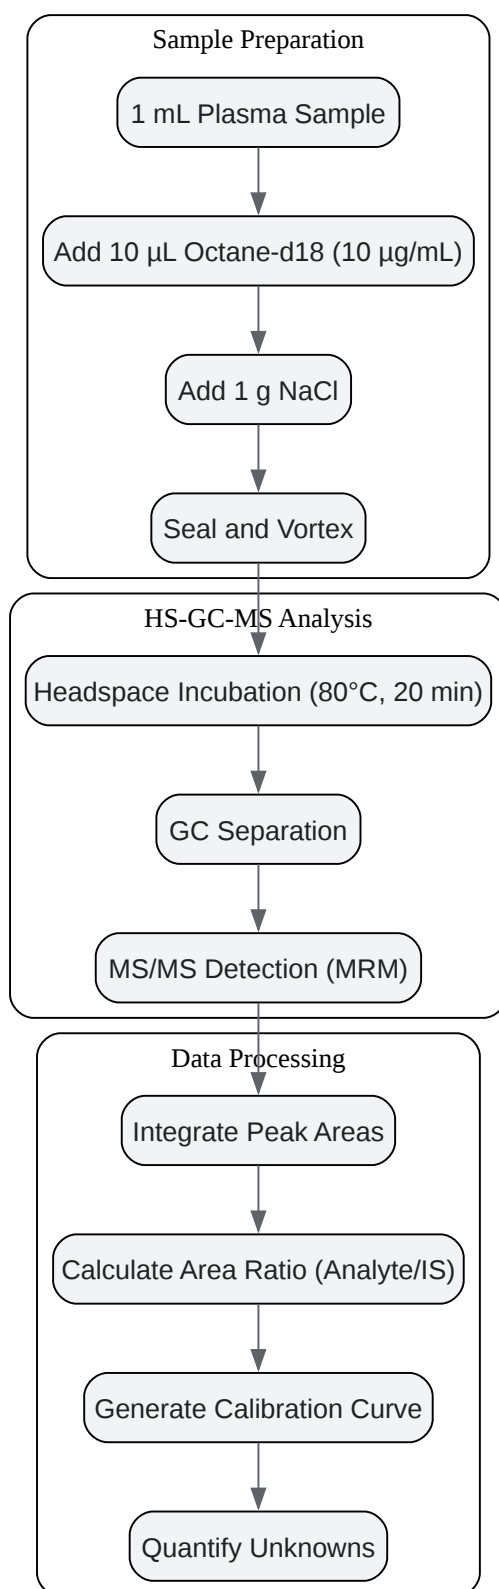 Sample Preparation
1 mL Plasma Sample
Add 10 µL Octane-d18 (10 µg/mL)
Add 1 g NaCl
Seal and Vortex
HS-GC-MS Analysis
Headspace Incubation (80°C, 20 min)
GC Separation
MS/MS Detection (MRM)
Data Processing
Integrate Peak Areas
Calculate Area Ratio (Analyte/IS)
Generate Calibration Curve
Quantify Unknowns